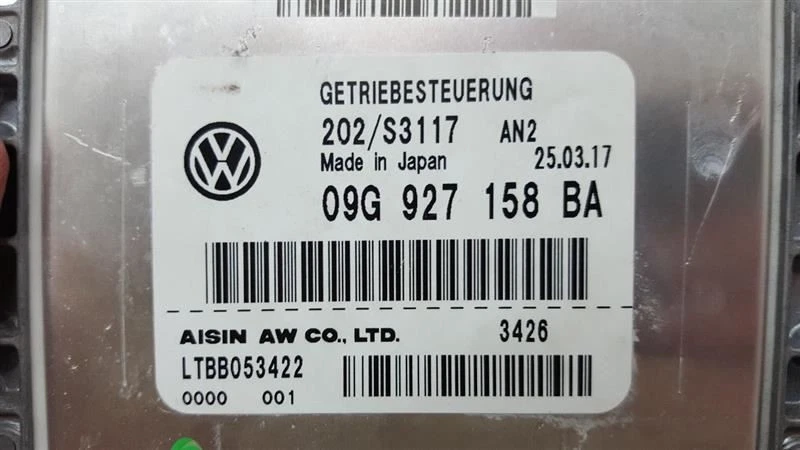 GETRIEBESTEUERUNG
202/S3117 AN2
Made in Japan 25.03.17
09G 927 158 BA
AISIN AW CO., LTD. 3426
LTBB053422
0000 001